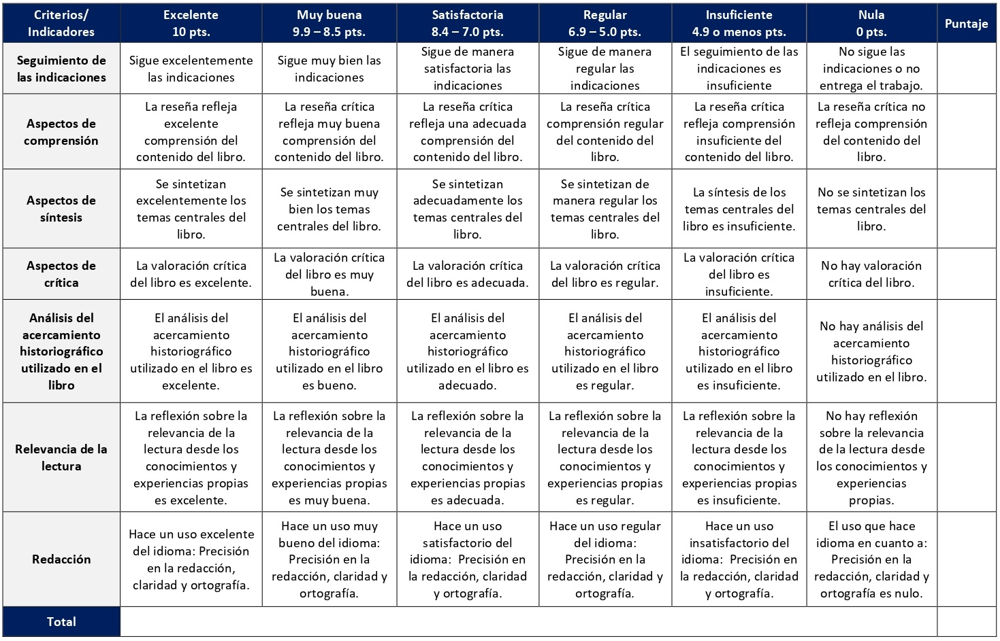 Criterios/
Indicadores
Excelente
10 pts.
Muy buena
9.9 – 8.5 pts.
Satisfactoria
8.4 – 7.0 pts.
Regular
6.9 – 5.0 pts.
Insuficiente
4.9 o menos pts.
Nula
0 pts.
Puntaje
Seguimiento de
las indicaciones
Sigue excelentemente
las indicaciones
Sigue muy bien las
indicaciones
Sigue de manera
satisfactoria las
indicaciones
Sigue de manera
regular las
indicaciones
El seguimiento de las
indicaciones es
insuficiente
No sigue las
indicaciones o no
entrega el trabajo.
Aspectos de
comprensión
La reseña refleja
excelente
comprensión del
contenido del libro.
La reseña crítica
refleja muy buena
comprensión del
contenido del libro.
La reseña crítica
refleja una adecuada
comprensión del
contenido del libro.
La reseña crítica
comprensión regular
del contenido del
libro.
La reseña crítica
refleja comprensión
insuficiente del
contenido del libro.
La reseña crítica no
refleja comprensión
del contenido del
libro.
Aspectos de
síntesis
Se sintetizan
excelentemente los
temas centrales del
libro.
Se sintetizan muy
bien los temas
centrales del libro.
Se sintetizan
adecuadamente los
temas centrales del
libro.
Se sintetizan de
manera regular los
temas centrales del
libro.
La síntesis de los
temas centrales del
libro es insuficiente.
No se sintetizan los
temas centrales del
libro.
Aspectos de
crítica
La valoración crítica
del libro es excelente.
La valoración crítica
del libro es muy
buena.
La valoración crítica
del libro es adecuada.
La valoración crítica
del libro es regular.
La valoración crítica
del libro es
insuficiente.
No hay valoración
crítica del libro.
Análisis del
acercamiento
historiográfico
utilizado en el
libro
El análisis del
acercamiento
historiográfico
utilizado en el libro es
excelente.
El análisis del
acercamiento
historiográfico
utilizado en el libro
es bueno.
El análisis del
acercamiento
historiográfico
utilizado en el libro es
adecuado.
El análisis del
acercamiento
historiográfico
utilizado en el libro
es regular.
El análisis del
acercamiento
historiográfico
utilizado en el libro
es insuficiente.
No hay análisis del
acercamiento
historiográfico
utilizado en el libro.
Relevancia de la
lectura
La reflexión sobre la
relevancia de la
lectura desde los
conocimientos y
experiencias propias
es excelente.
La reflexión sobre la
relevancia de la
lectura desde los
conocimientos y
experiencias propias
es muy buena.
La reflexión sobre la
relevancia de la
lectura desde los
conocimientos y
experiencias propias
es adecuada.
La reflexión sobre la
relevancia de la
lectura desde los
conocimientos y
experiencias propias
es regular.
La reflexión sobre la
relevancia de la
lectura desde los
conocimientos y
experiencias propias
es insuficiente.
No hay reflexión
sobre la relevancia
de la lectura desde
los conocimientos y
experiencias
propias.
Redacción
Hace un uso excelente
del idioma: Precisión
en la redacción,
claridad y ortografía.
Hace un uso muy
bueno del idioma:
Precisión en la
redacción, claridad y
ortografía.
Hace un uso
satisfactorio del
idioma: Precisión en
la redacción, claridad
y ortografía.
Hace un uso regular
del idioma:
Precisión en la
redacción, claridad y
ortografía.
Hace un uso
insatisfactorio del
idioma: Precisión en
la redacción, claridad
y ortografía.
El uso que hace
idioma en cuanto a:
Precisión en la
redacción, claridad y
ortografía es nulo.
Total